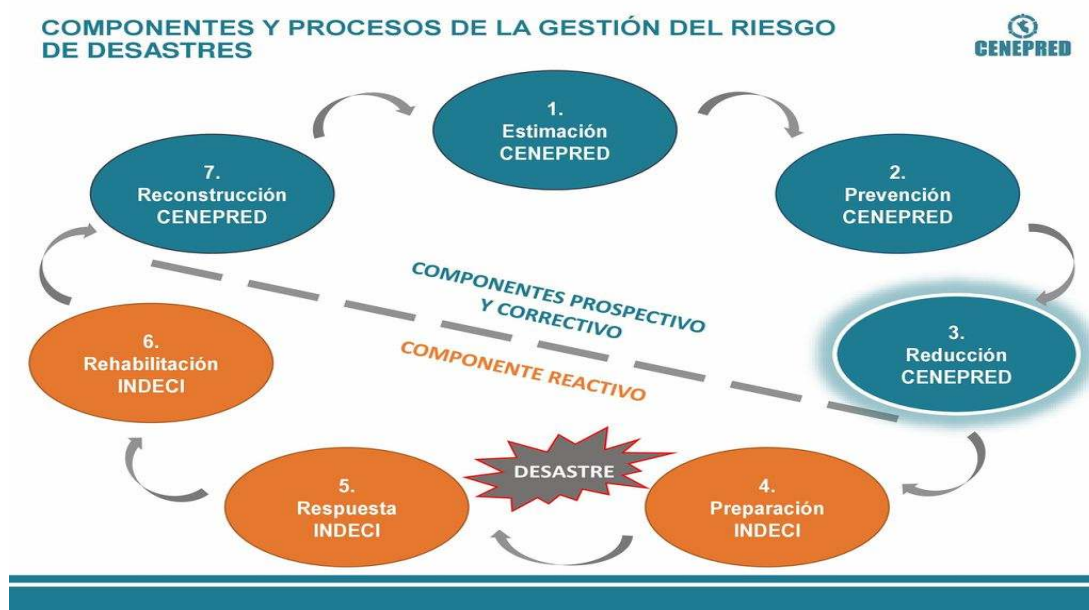 COMPONENTES Y PROCESOS DE LA GESTIÓN DEL RIESGO
DE DESASTRES
CENEPRED
1.
Estimación
CENEPRED
2.
Prevención
CENEPRED
3.
Reducción
CENEPRED
4.
Preparación
INDECI
DESASTRE
5.
Respuesta
INDECI
6.
Rehabilitación
INDECI
7.
Reconstrucción
CENEPRED
COMPONENTES PROSPECTIVO
Y CORRECTIVO
COMPONENTE REACTIVO